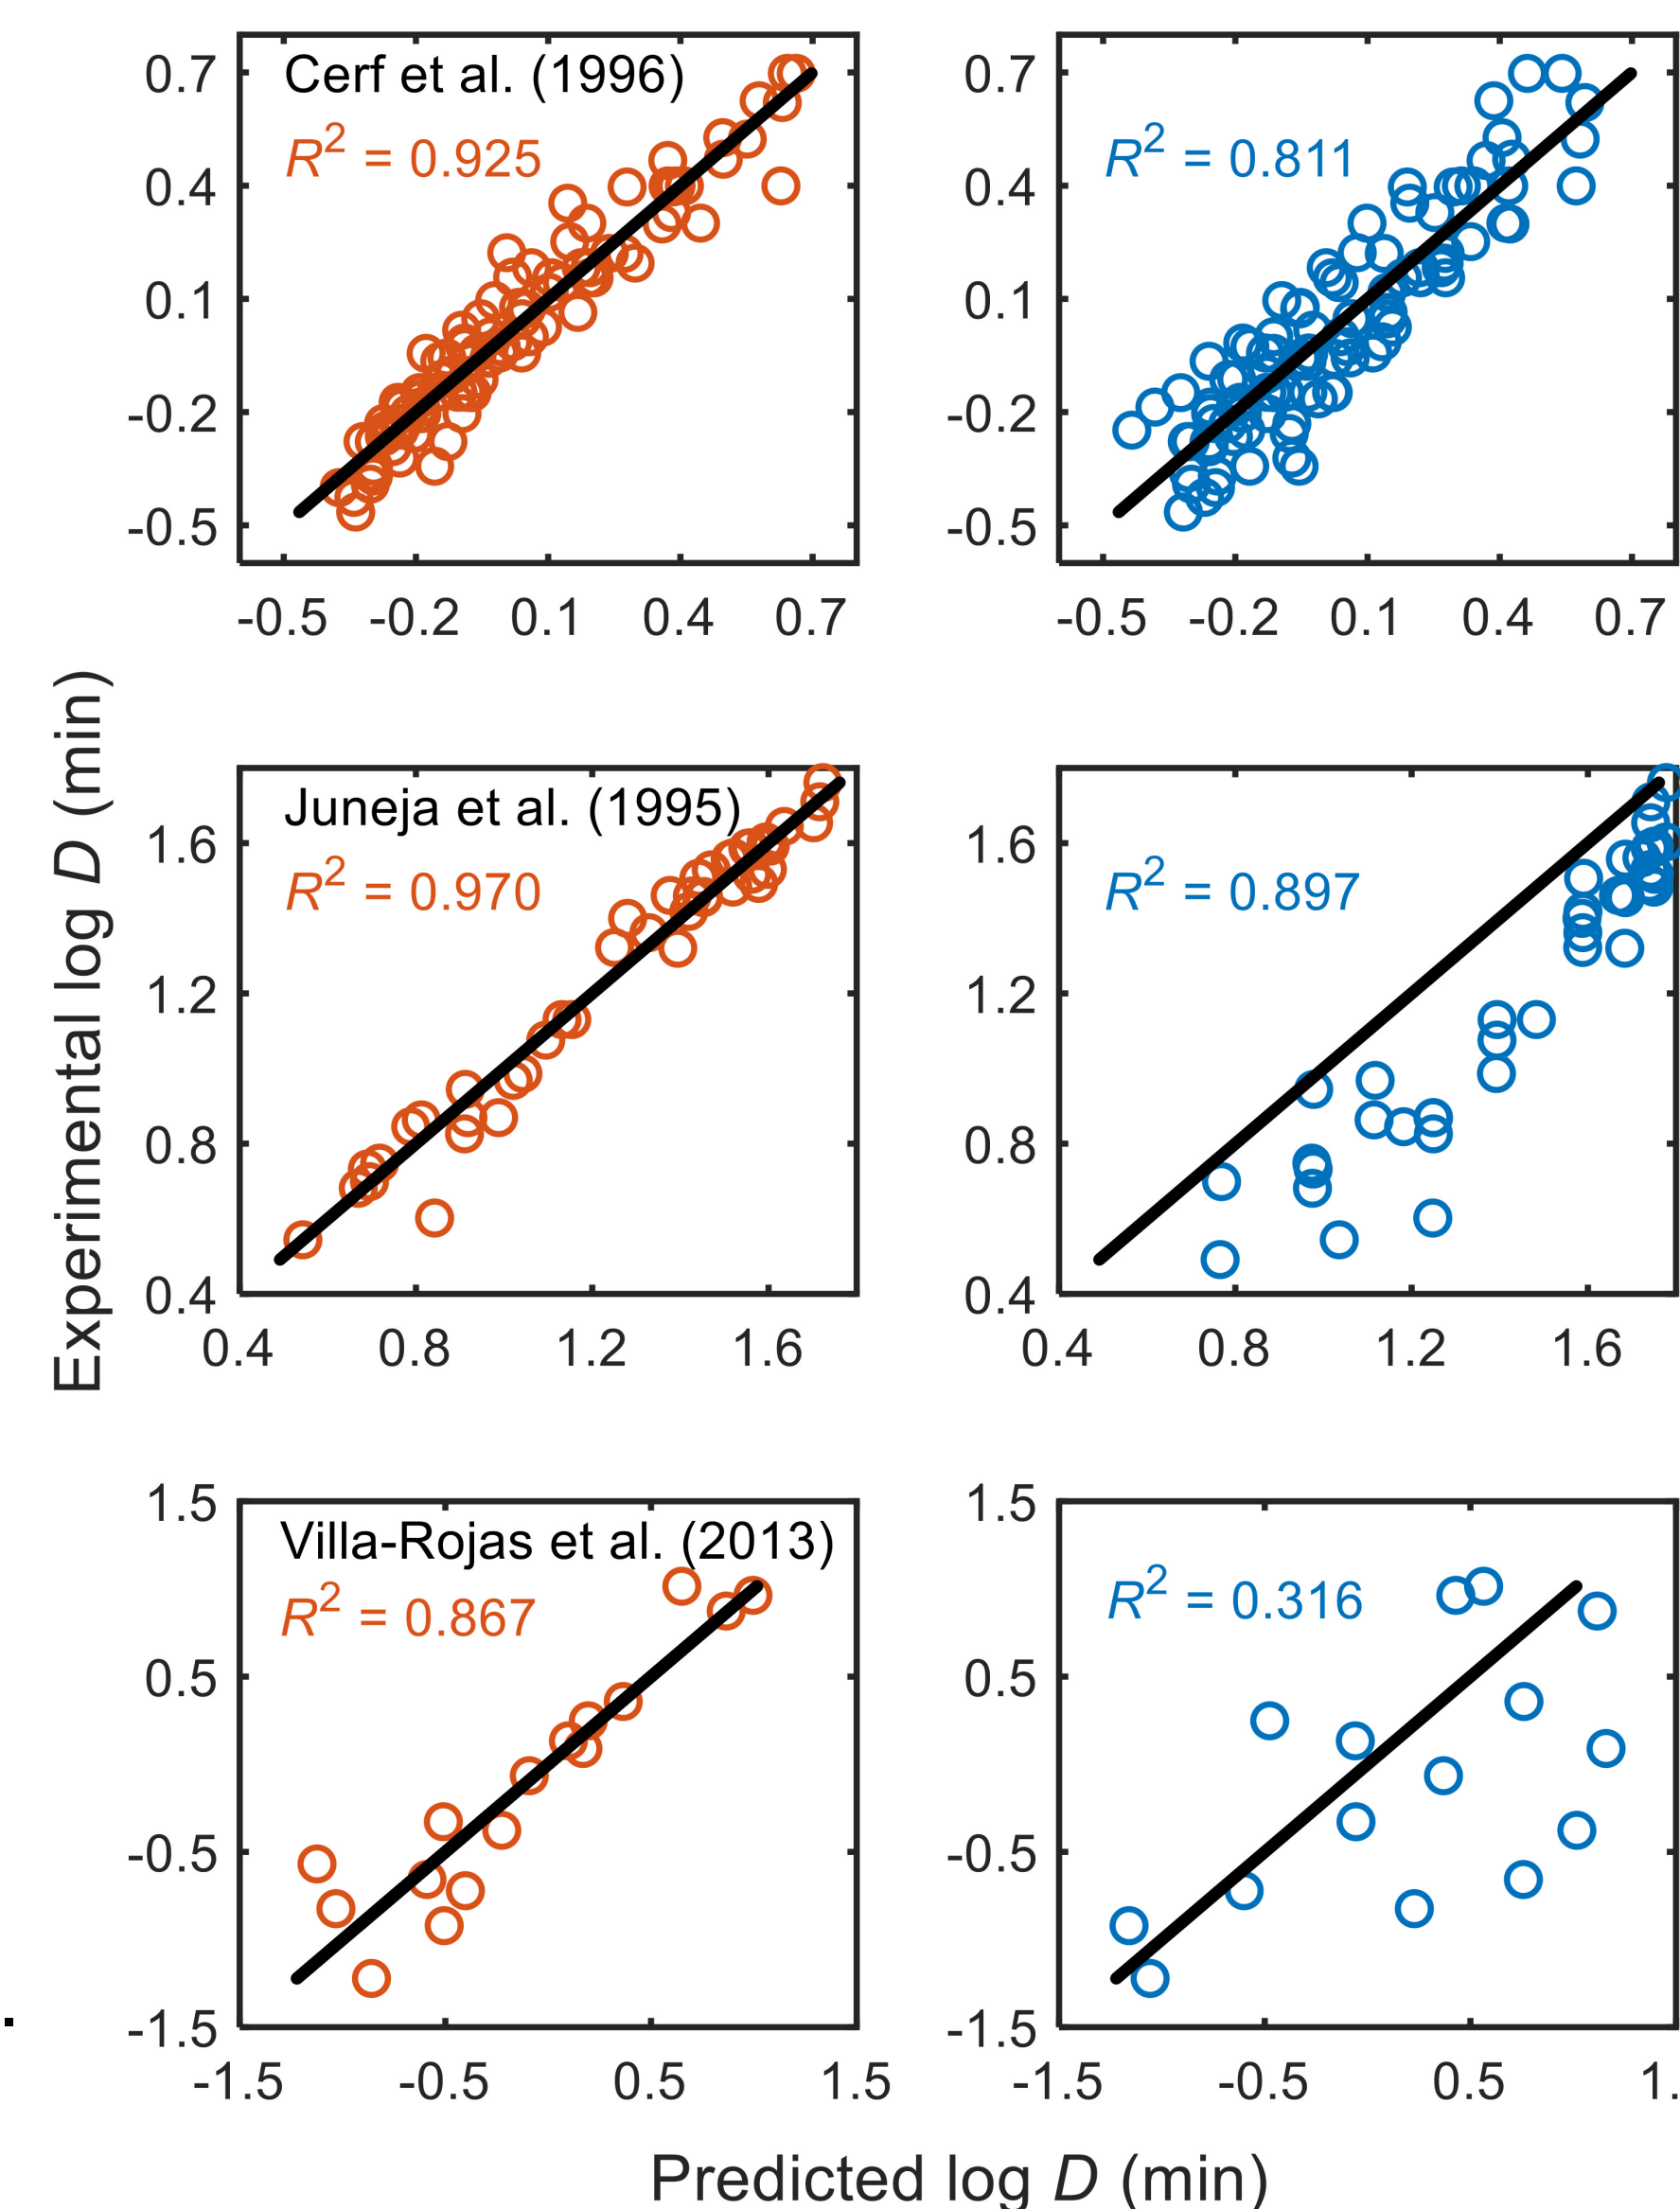 Experimental log D (min)
Cerf et al. (1996)
R² = 0.925
0.7
0.4
0.1
-0.2
-0.5
-0.5 -0.2 0.1 0.4 0.7
R² = 0.811
0.7
0.4
0.1
-0.2
-0.5
-0.5 -0.2 0.1 0.4 0.7
Juneja et al. (1995)
R² = 0.970
1.6
1.2
0.8
0.4
0.4 0.8 1.2 1.6
R² = 0.897
1.6
1.2
0.8
0.4
0.4 0.8 1.2 1.6
Villa-Rojas et al. (2013)
R² = 0.867
1.5
0.5
-0.5
-1.5
-1.5 -0.5 0.5 1.5
R² = 0.316
1.5
0.5
-0.5
-1.5
-1.5 -0.5 0.5 1.
Predicted log D (min)
.